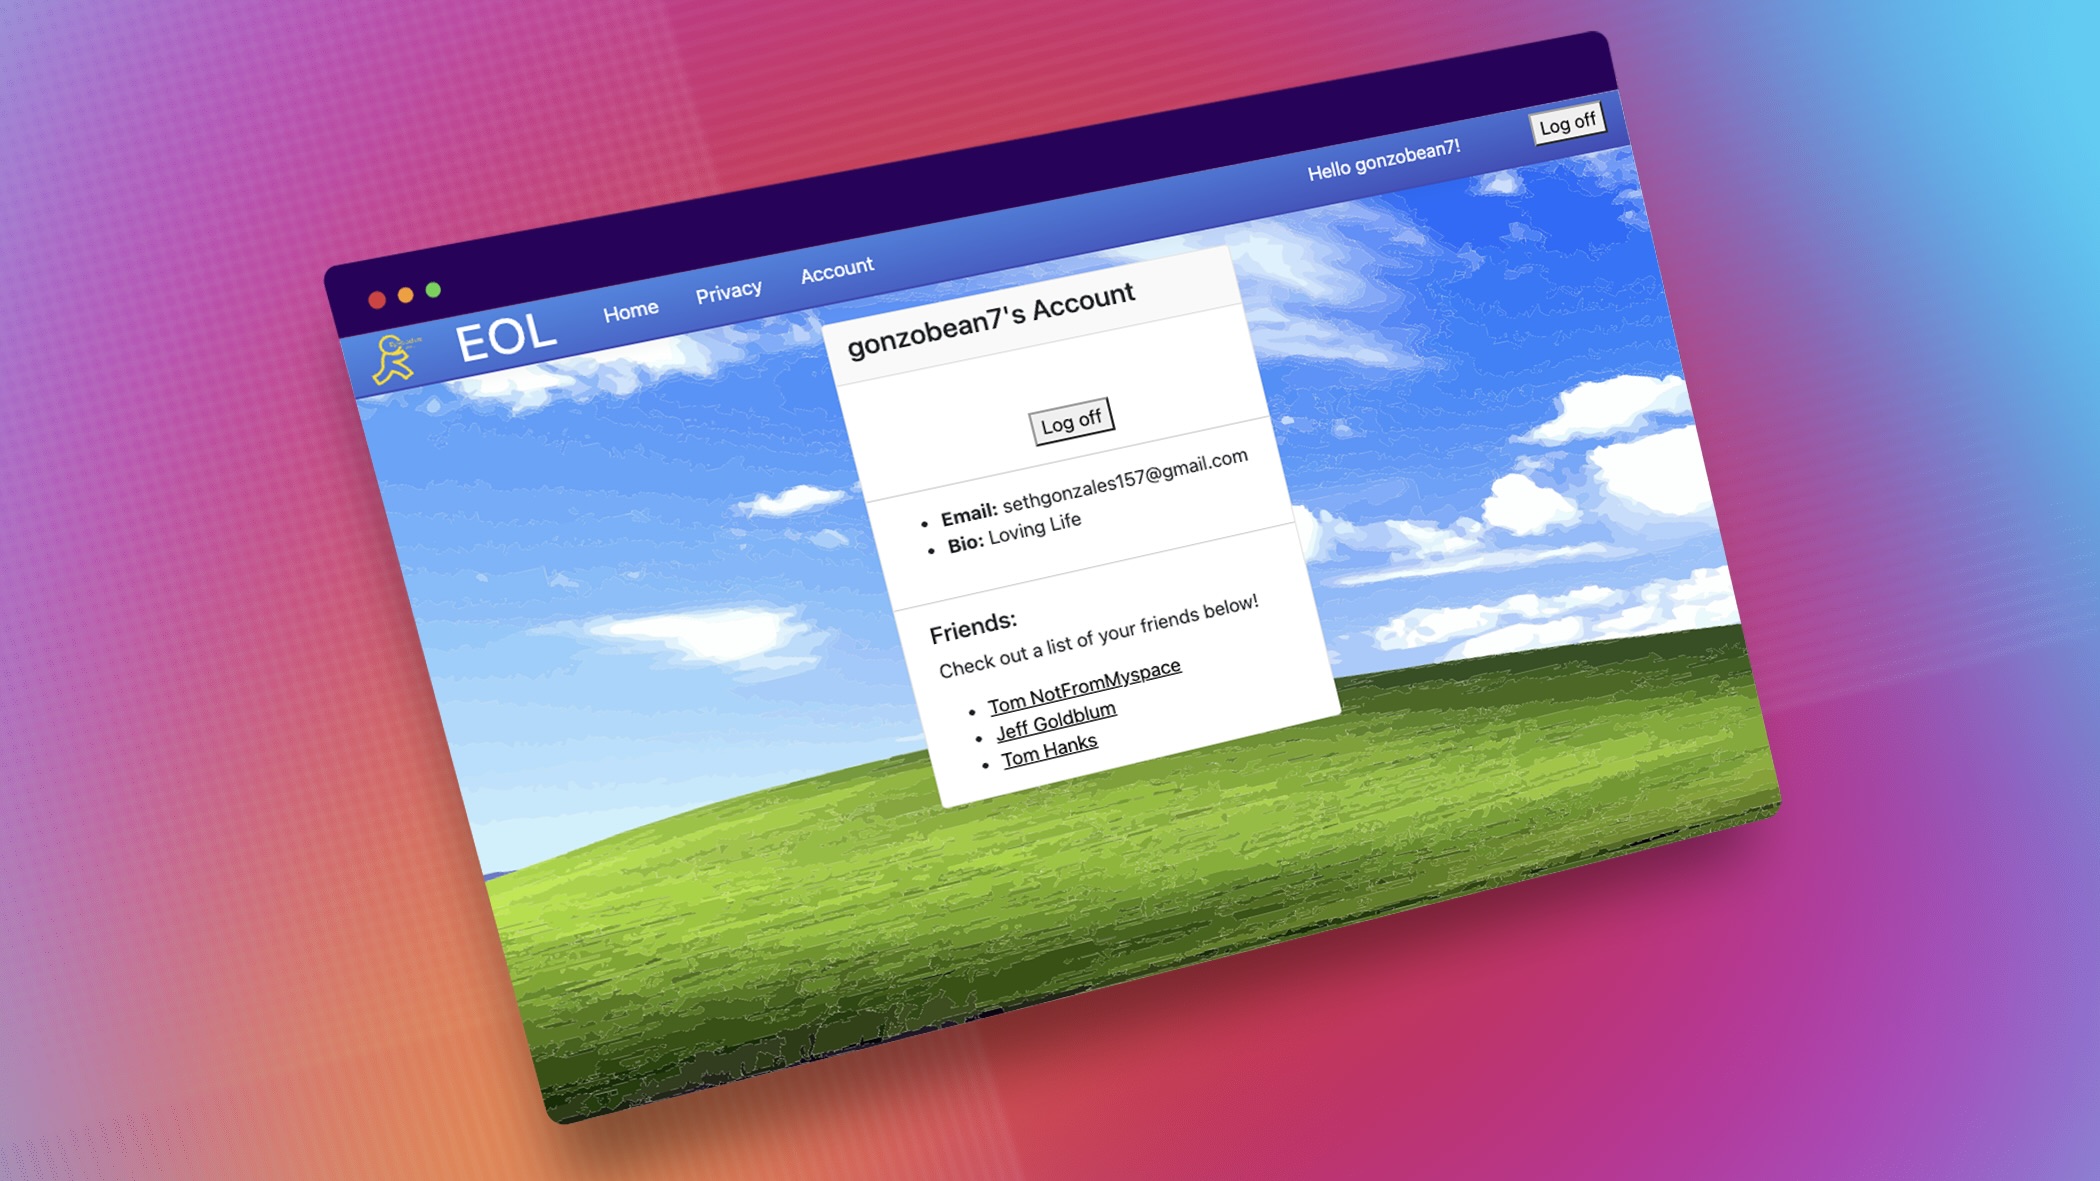 EOL
Home
Privacy
Account
Hello gonzobean7!
Log off
gonzobean7's Account
Log off
Email: sethgonzales157@gmail.com
Bio: Loving Life
Friends:
Check out a list of your friends below!
Tom NotFromMyspace
Jeff Goldblum
Tom Hanks